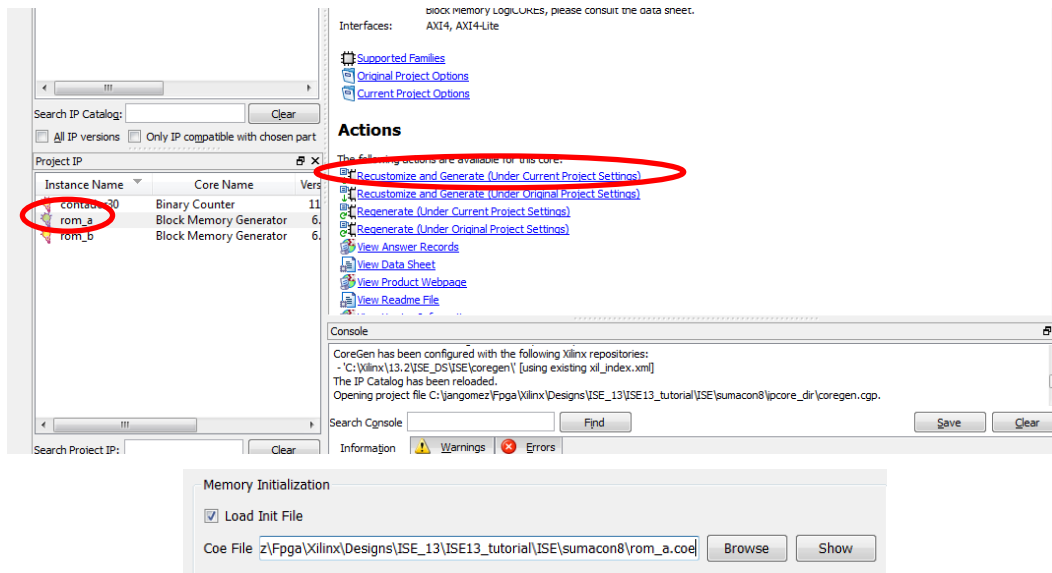 Block Memory LogiCOREs, please consult the data sheet.
Interfaces: AXI4, AXI4-Lite
Supported Families
Original Project Options
Current Project Options
Search IP Catalog: Clear
All IP versions Only IP compatible with chosen part
Actions
The following actions are available for this core.
Recustomize and Generate (Under Current Project Settings)
Recustomize and Generate (Under Original Project Settings)
Regenerate (Under Current Project Settings)
Regenerate (Under Original Project Settings)
View Answer Records
View Data Sheet
View Product Webpage
View Readme File
Project IP
Instance Name Core Name Vers
contador30 Binary Counter 11
rom_a Block Memory Generator 6.
rom_b Block Memory Generator 6.
Console
CoreGen has been configured with the following Xilinx repositories:
- 'C:\Xilinx\13.2\ISE_DS\ISE\coregen\' [using existing xil_index.xml]
The IP Catalog has been reloaded.
Opening project file C:\jangomez\Fpga\Xilinx\Designs\ISE_13\ISE13_tutorial\ISE\sumacon8\ipcore_dir\coregen.cgp.
Search Console Find Save Clear
Search Project IP: Clear
Information Warnings Errors
Memory Initialization
Load Init File
Coe File z\Fpga\Xilinx\Designs\ISE_13\ISE13_tutorial\ISE\sumacon8\rom_a.coe Browse Show